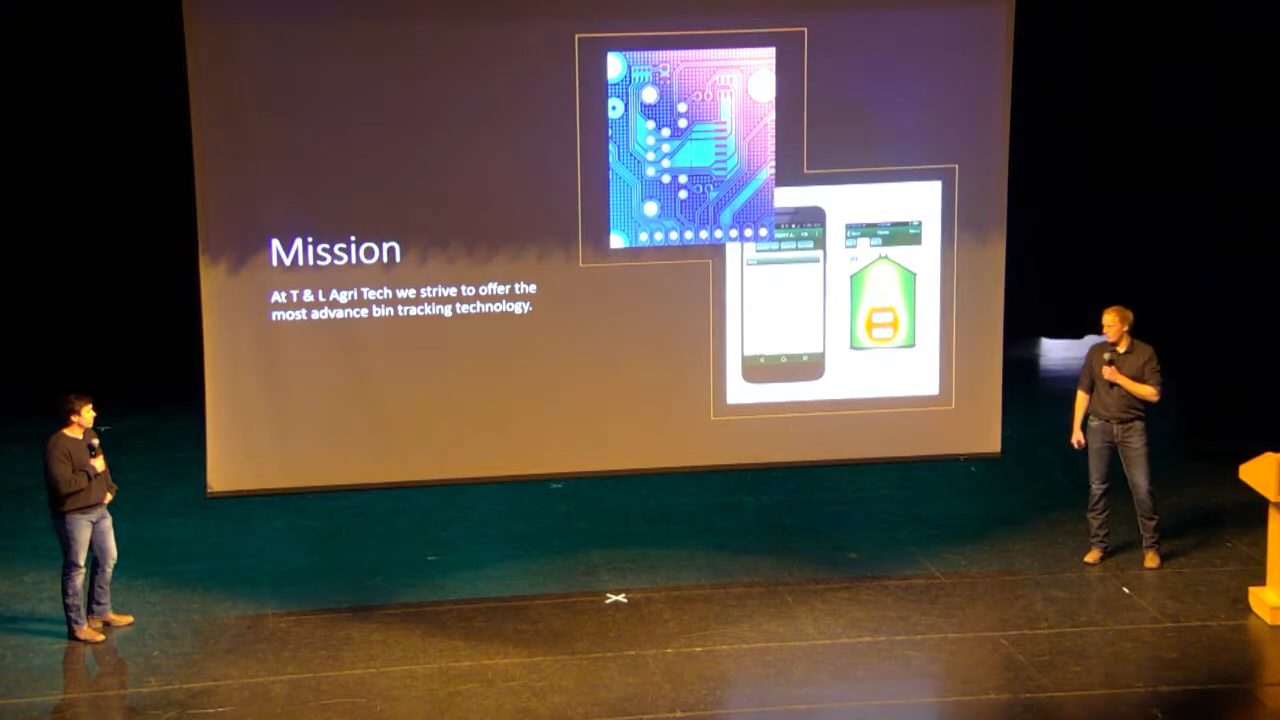 Mission
At T & L Agri Tech we strive to offer the
most advance bin tracking technology.